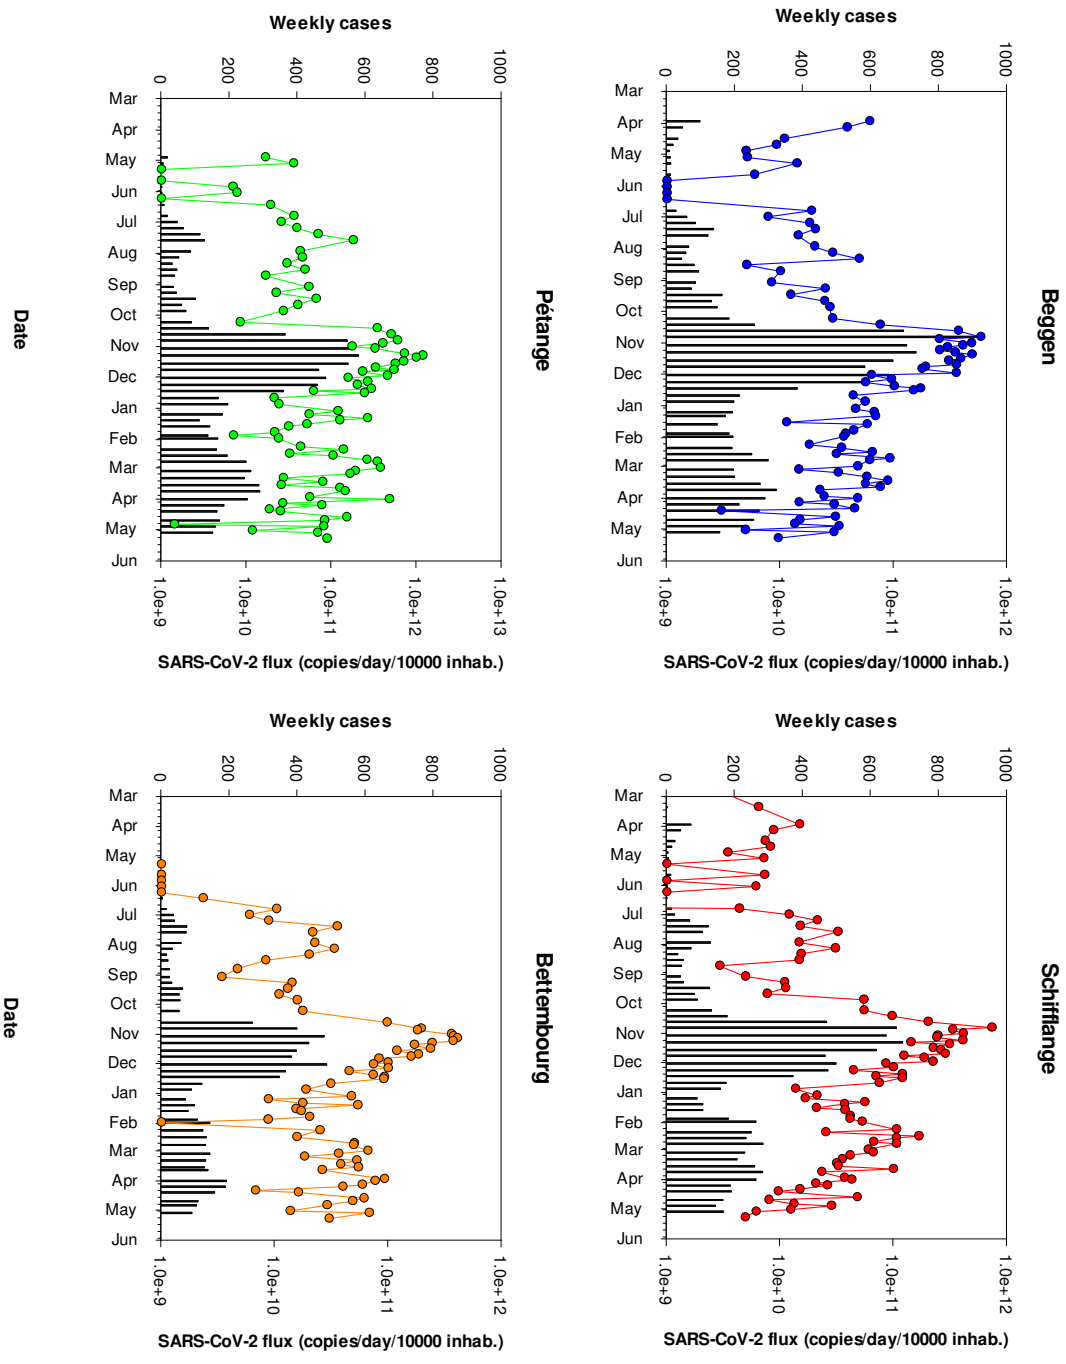 Beggen
Weekly cases
1000
800
600
400
200
0
Mar Apr May Jun Jul Aug Sep Oct Nov Dec Jan Feb Mar Apr May Jun
1.0e+12
1.0e+11
1.0e+10
1.0e+9
SARS-CoV-2 flux (copies/day/10000 inhab.)
Schifflange
Weekly cases
1000
800
600
400
200
0
Mar Apr May Jun Jul Aug Sep Oct Nov Dec Jan Feb Mar Apr May Jun
1.0e+12
1.0e+11
1.0e+10
1.0e+9
SARS-CoV-2 flux (copies/day/10000 inhab.)
Pétange
Weekly cases
1000
800
600
400
200
0
Mar Apr May Jun Jul Aug Sep Oct Nov Dec Jan Feb Mar Apr May Jun
1.0e+13
1.0e+12
1.0e+11
1.0e+10
1.0e+9
SARS-CoV-2 flux (copies/day/10000 inhab.)
Date
Bettembourg
Weekly cases
1000
800
600
400
200
0
Mar Apr May Jun Jul Aug Sep Oct Nov Dec Jan Feb Mar Apr May Jun
1.0e+12
1.0e+11
1.0e+10
1.0e+9
SARS-CoV-2 flux (copies/day/10000 inhab.)
Date